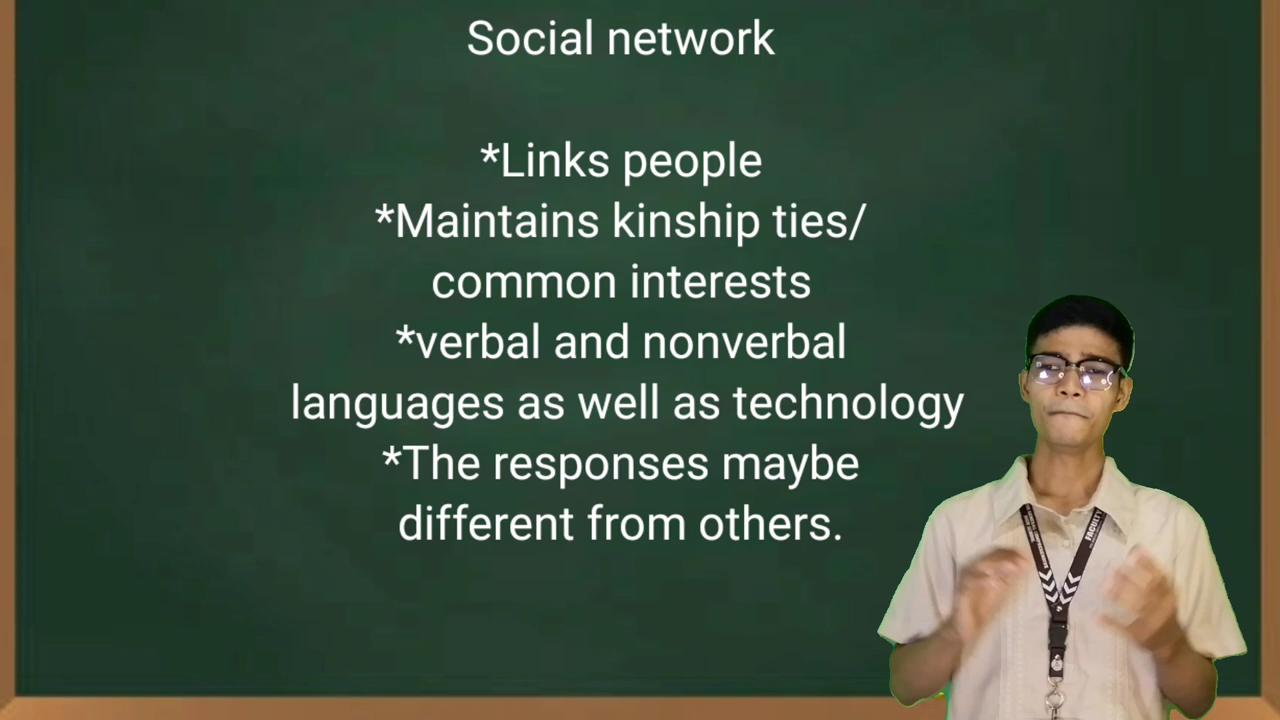 Social network
*Links people
*Maintains kinship ties/
common interests
*verbal and nonverbal
languages as well as technology
*The responses maybe
different from others.
FACULTY